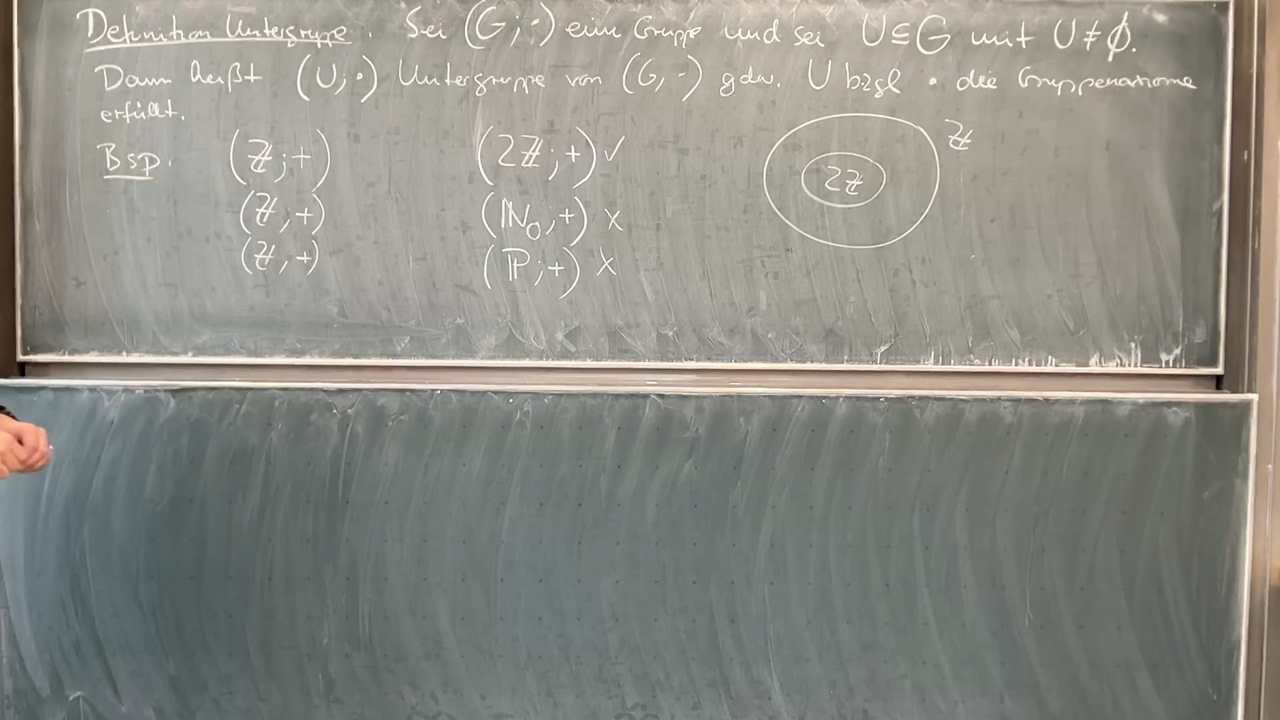 Definition Untergruppe. Sei (G;·) eine Gruppe und sei U⊆G mit U≠∅.
Dann heißt (U;·) Untergruppe von (G,·) gdw. U bzgl · die Gruppenaxiome
erfüllt.
Bsp. (ℤ;+) (2ℤ;+) ✓
(ℤ,+) (ℕ₀;+) x
(ℤ,+) (ℙ;+) x
ℤ
2ℤ